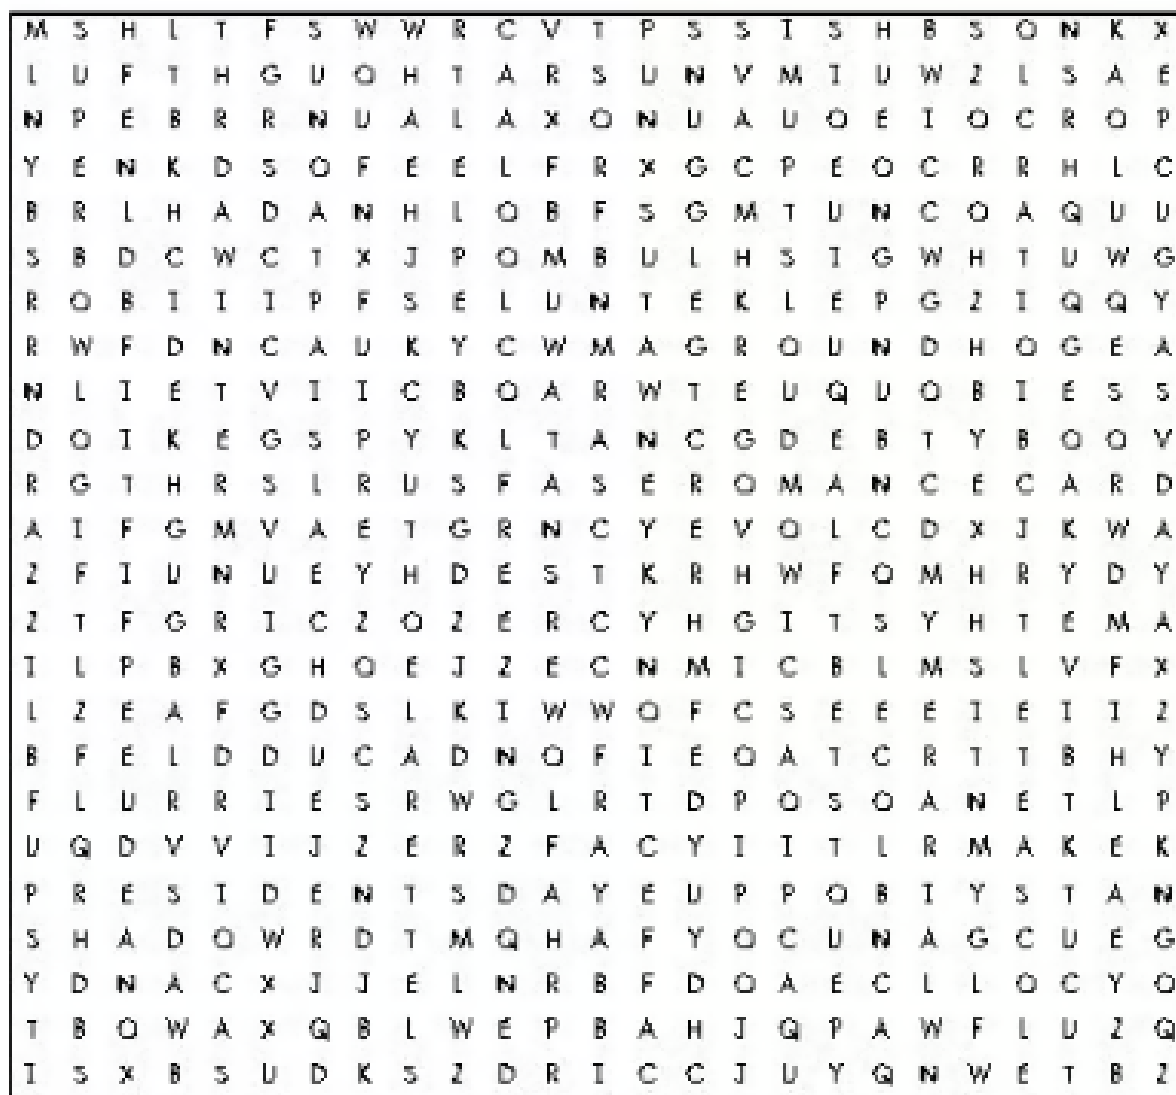 M S H L T F S W W R C V T P S S I S H B S O N K X
L U F T H G U O H T A R S U N V M I U W Z L S A E
N P E B R R N U A L A X O N U A U O E I O C R O P
Y E N K D S O F E E L F R X G C P E O C R R H L C
B R L H A D A N H L O B F S G M T U N C O A Q U U
S B D C W C T X J P O M B U L H S I G W H T U W G
R O B I I I P F S E L U N T E K L E P G Z I Q Q Y
R W F D N C A U K Y C W M A G R O U N D H O G E A
N L I E T V I I C B O A R W T E U Q U O B I E S S
D O I K E G S P Y K L T A N C G D E B T Y B O O V
R G T H R S L R U S F A S E R O M A N C E C A R D
A I F G M V A E T G R N C Y E V O L C D X J K W A
Z F I U N U E Y H D E S T K R H W F O M H R Y D Y
Z T F G R I C Z O Z E R C Y H G I T S Y H T E M A
I L P B X G H O E J Z E C N M I C B L M S L V F X
L Z E A F G D S L K I W W O F C S E E E I E I I Z
B F E L D D U C A D N O F I E O A T C R T T B H Y
F L U R R I E S R W G L R T D P O S O A N E T L P
U Q D V V I J Z E R Z F A C Y I I T L R M A K E K
P R E S I D E N T S D A Y E U P P O B I Y S T A N
S H A D O W R D T M Q H A F Y O C U N A G C U E G
Y D N A C X J J E L N R B F D O A E C L L O C Y O
T B O W A X Q B L W E P B A H J Q P A W F L U Z Q
I S X B S U D K S Z D R I C C J U Y Q N W E T B Z